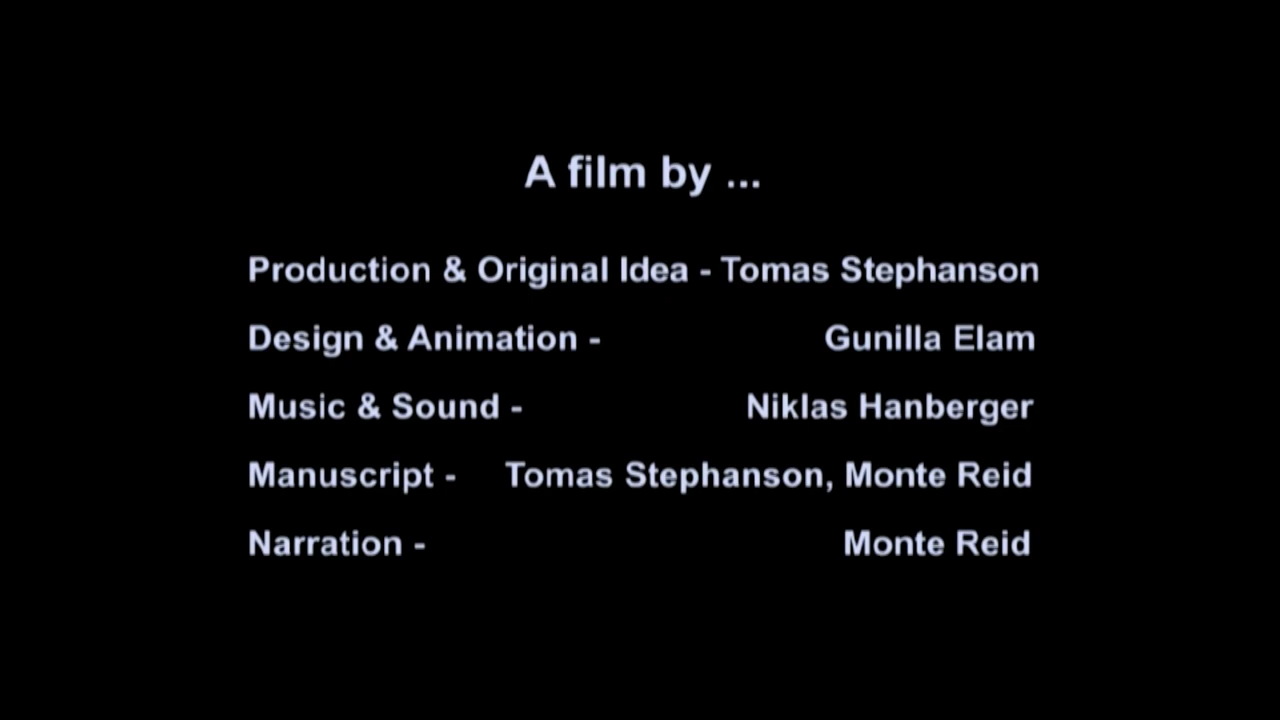 A film by ...
Production & Original Idea - Tomas Stephanson
Design & Animation - Gunilla Elam
Music & Sound - Niklas Hanberger
Manuscript - Tomas Stephanson, Monte Reid
Narration - Monte Reid